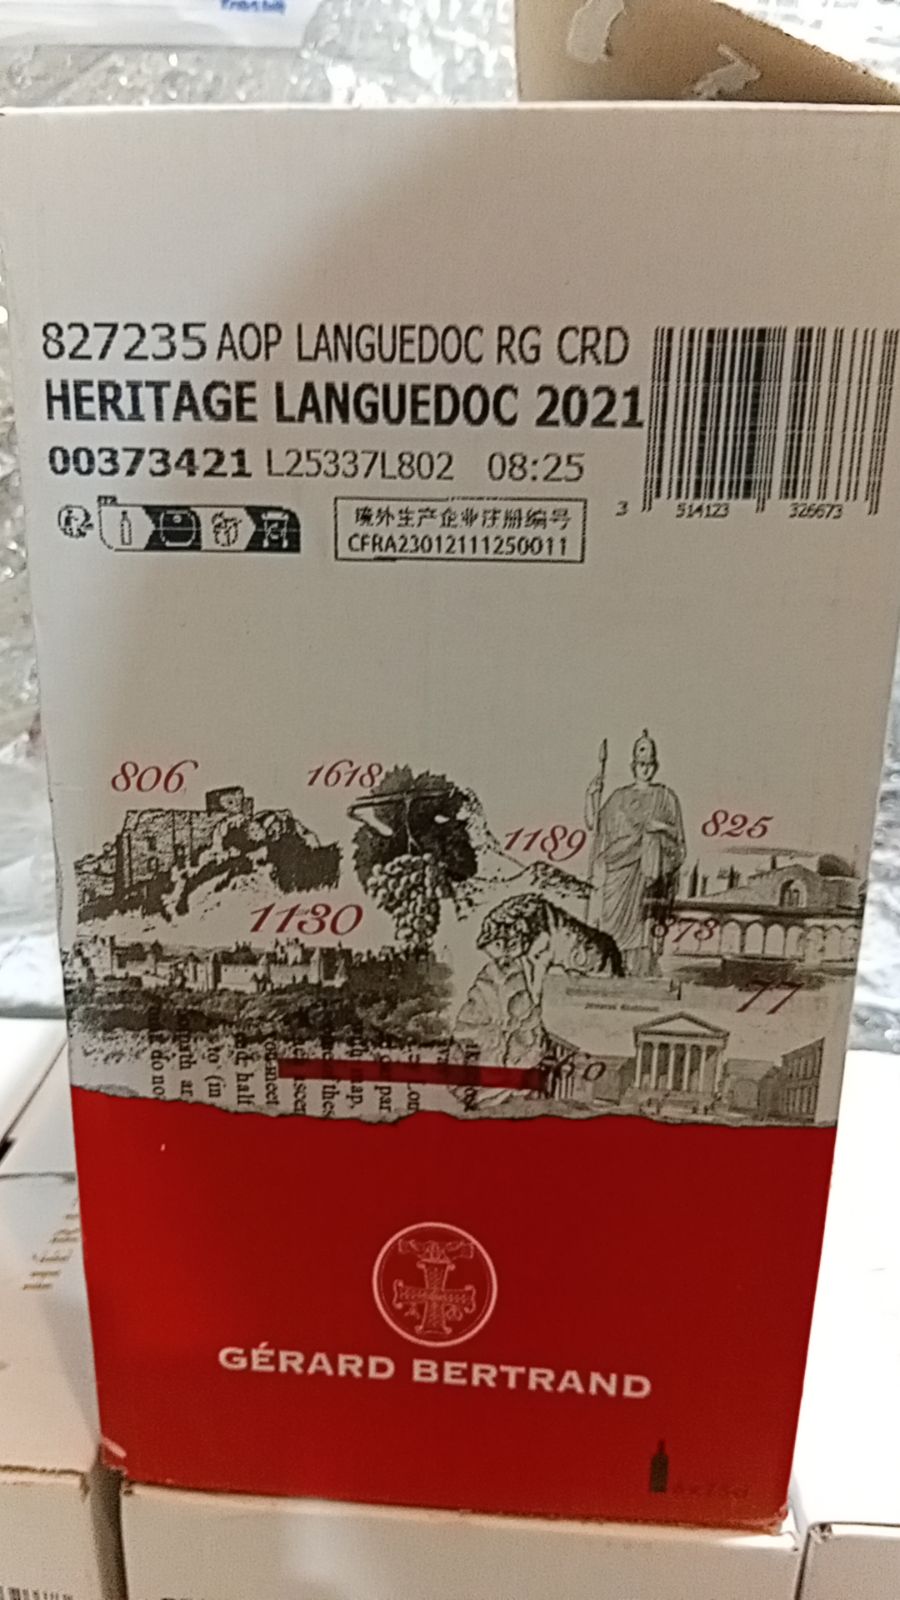 827235 AOP LANGUEDOC RG CRD
HERITAGE LANGUEDOC 2021
00373421 L25337L802 08:25
境外生产企业注册编号
CFRA23012111250011
3 514123 326673
806
1618
1189
825
1130
878
77
GÉRARD BERTRAND